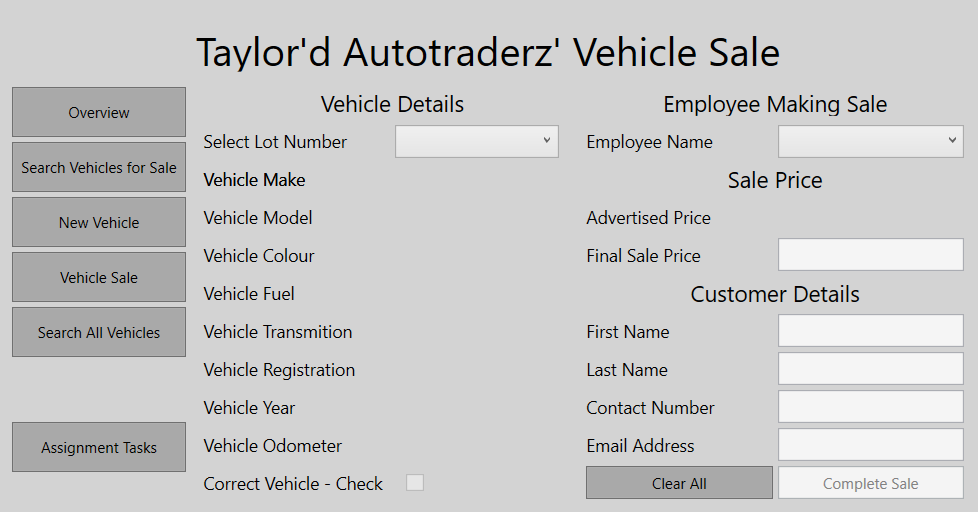 Taylor'd Autotraderz' Vehicle Sale
Overview
Search Vehicles for Sale
New Vehicle
Vehicle Sale
Search All Vehicles
Assignment Tasks
Vehicle Details
Select Lot Number
Vehicle Make
Vehicle Model
Vehicle Colour
Vehicle Fuel
Vehicle Transmition
Vehicle Registration
Vehicle Year
Vehicle Odometer
Correct Vehicle - Check
Employee Making Sale
Employee Name
Sale Price
Advertised Price
Final Sale Price
Customer Details
First Name
Last Name
Contact Number
Email Address
Clear All
Complete Sale